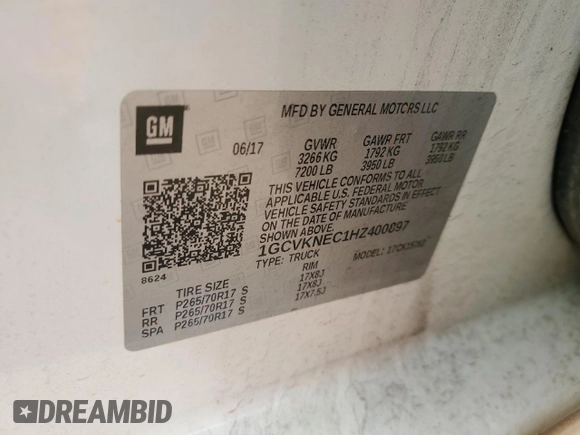 GM
MFD BY GENERAL MOTORS LLC
06/17 GVWR GAWR FRT GAWR RR
3266 KG 1792 KG 1792 KG
7200 LB 3950 LB 3950 LB
THIS VEHICLE CONFORMS TO ALL
APPLICABLE U.S. FEDERAL MOTOR
VEHICLE SAFETY STANDARDS IN EFFECT
ON THE DATE OF MANUFACTURE
SHOWN ABOVE.
1GCVKNEC1HZ400897
TYPE: TRUCK MODEL:
8624
TIRE SIZE RIM
FRT P265/70R17 S 17X8J
RR P265/70R17 S 17X8J
SPA P265/70R17 S 17X7.5J
DREAMBID